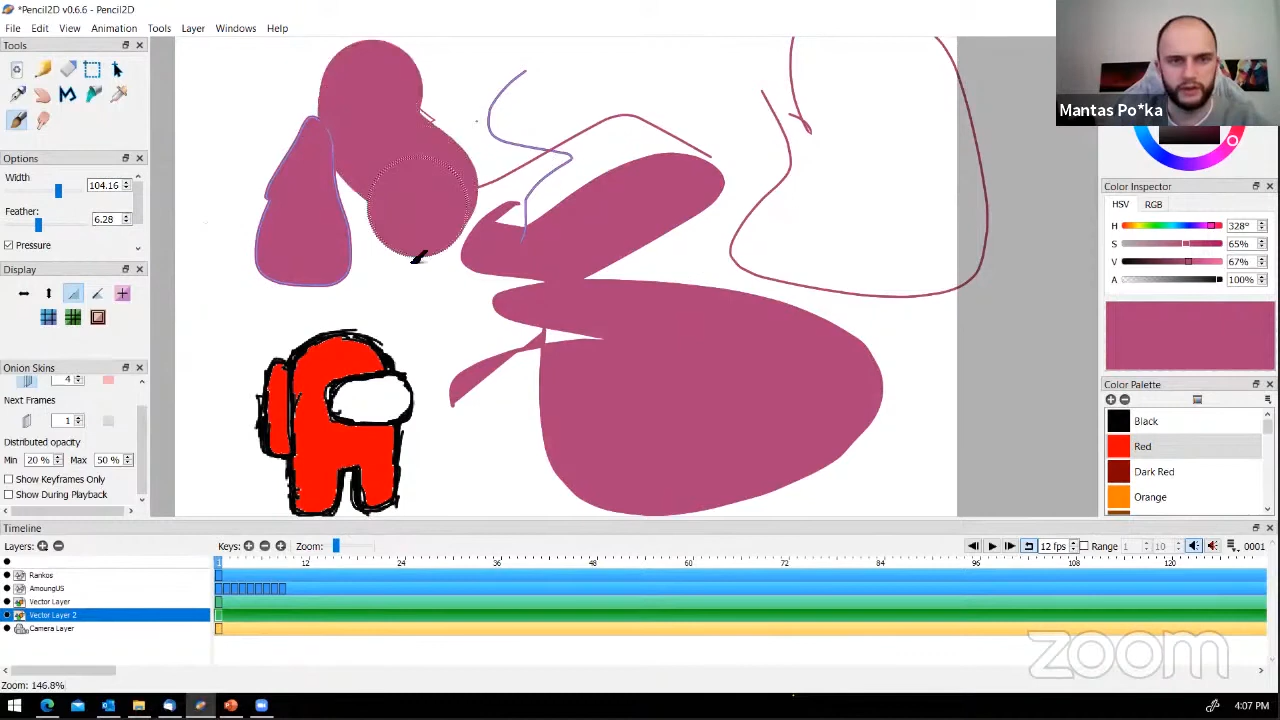 *Pencil2D v0.6.6 - Pencil2D
File Edit View Animation Tools Layer Windows Help
Tools
Options
Width
104.16
Feather:
6.28
Pressure
Display
Onion Skins
4
Next Frames
1
Distributed opacity
Min 20 % Max 50 %
Show Keyframes Only
Show During Playback
Mantas Po*ka
Color Inspector
HSV RGB
H 328°
S 65%
V 67%
A 100%
Color Palette
Black
Red
Dark Red
Orange
Timeline
Layers: Keys: Zoom: 12 fps Range 1 10 0001
1 12 24 36 48 60 72 84 96 108 120
Rankos
AmoungUS
Vector Layer
Vector Layer 2
Camera Layer
zoom
Zoom: 146.8%
4:07 PM